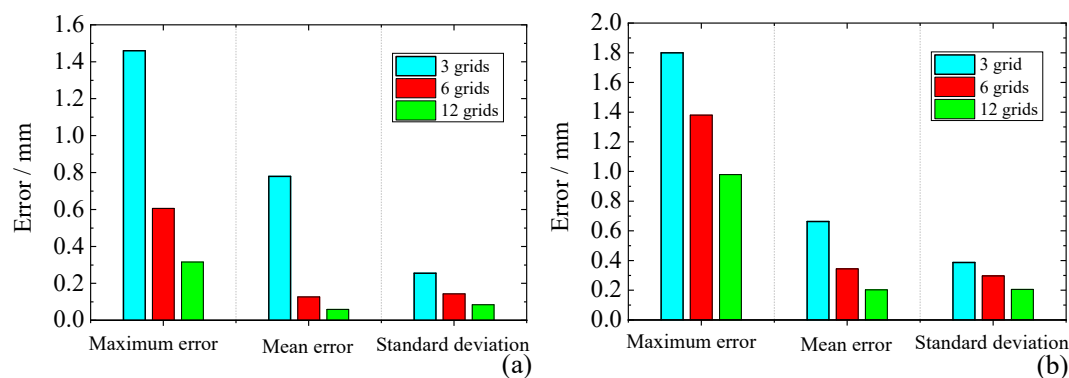 1.6
1.4
1.2
1.0
0.8
0.6
0.4
0.2
0.0
Error / mm
3 grids
6 grids
12 grids
Maximum error
Mean error
Standard deviation
(a)
2.0
1.8
1.6
1.4
1.2
1.0
0.8
0.6
0.4
0.2
0.0
Error / mm
3 grid
6 grids
12 grids
Maximum error
Mean error
Standard deviation
(b)